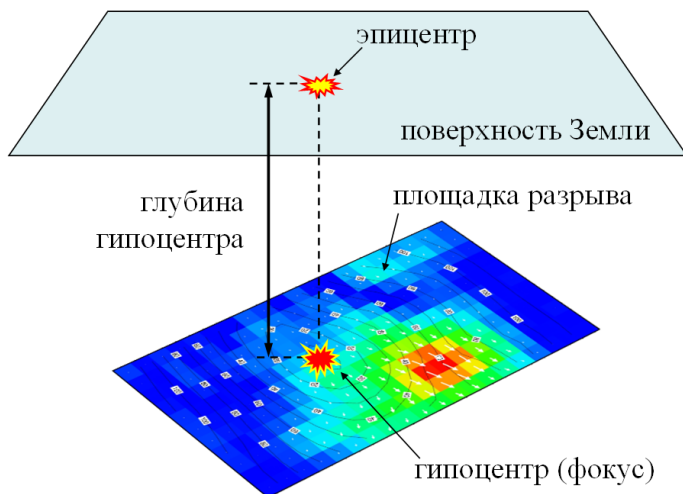 эпицентр
поверхность Земли
глубина
гипоцентра
площадка разрыва
гипоцентр (фокус)